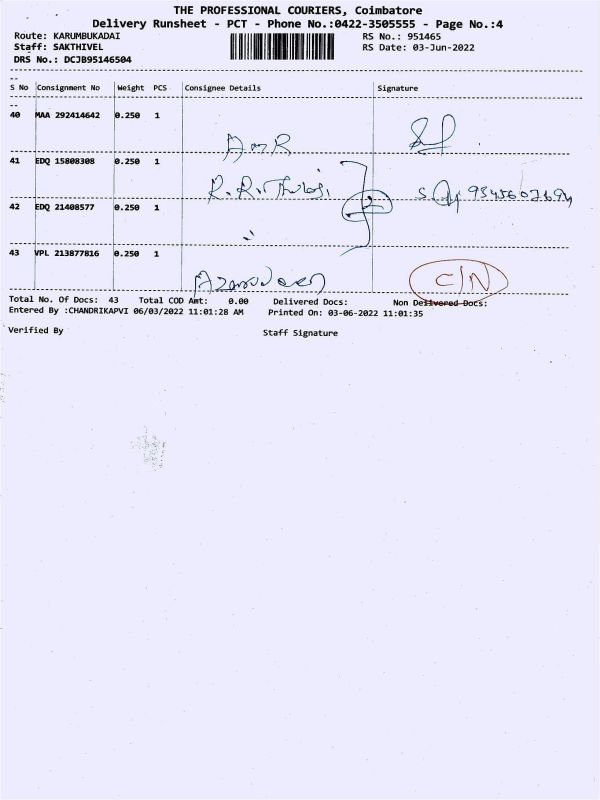 THE PROFESSIONAL COURIERS, Coimbatore
Delivery Runsheet - PCT - Phone No.:0422-3505555 - Page No.:4
Route: KARUMBUKADAI RS No.: 951465
Staff: SAKTHIVEL RS Date: 03-Jun-2022
DRS No.: DCJB95146504
S No Consignment No Weight PCS Consignee Details Signature
40 MAA 292414642 0.250 1
AMR
41 EDQ 15808308 0.250 1
R.R.Thulasi
42 EDQ 21408577 0.250 1
43 VPL 213877816 0.250 1
Azarudeen C/N
Total No. Of Docs: 43 Total COD Amt: 0.00 Delivered Docs: Non Delivered Docs:
Entered By :CHANDRIKAPVI 06/03/2022 11:01:28 AM Printed On: 03-06-2022 11:01:35
Verified By Staff Signature